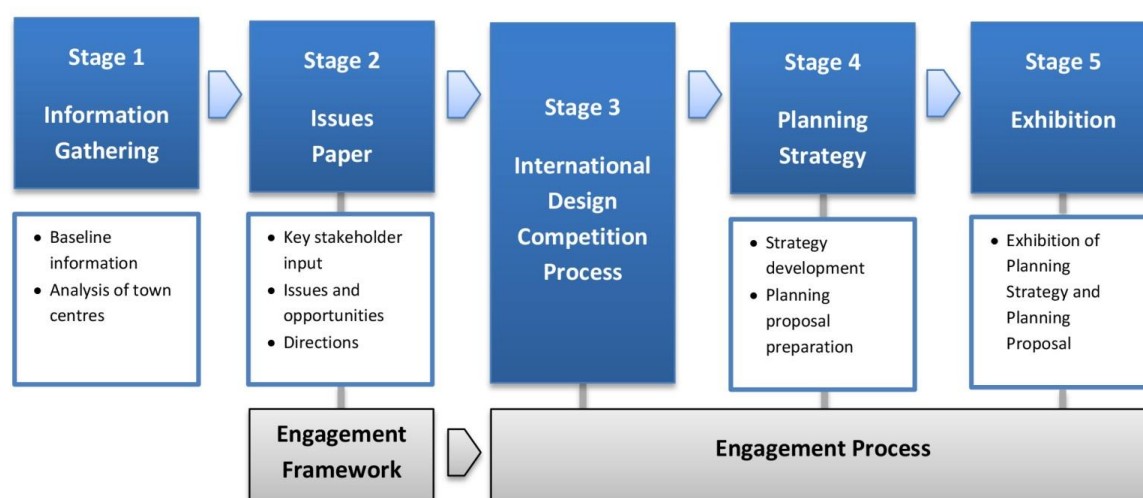 Stage 1
Information
Gathering
Stage 2
Issues
Paper
Stage 3
International
Design
Competition
Process
Stage 4
Planning
Strategy
Stage 5
Exhibition
• Baseline
information
• Analysis of town
centres
• Key stakeholder
input
• Issues and
opportunities
• Directions
• Strategy
development
• Planning
proposal
preparation
• Exhibition of
Planning
Strategy and
Planning
Proposal
Engagement
Framework
Engagement Process